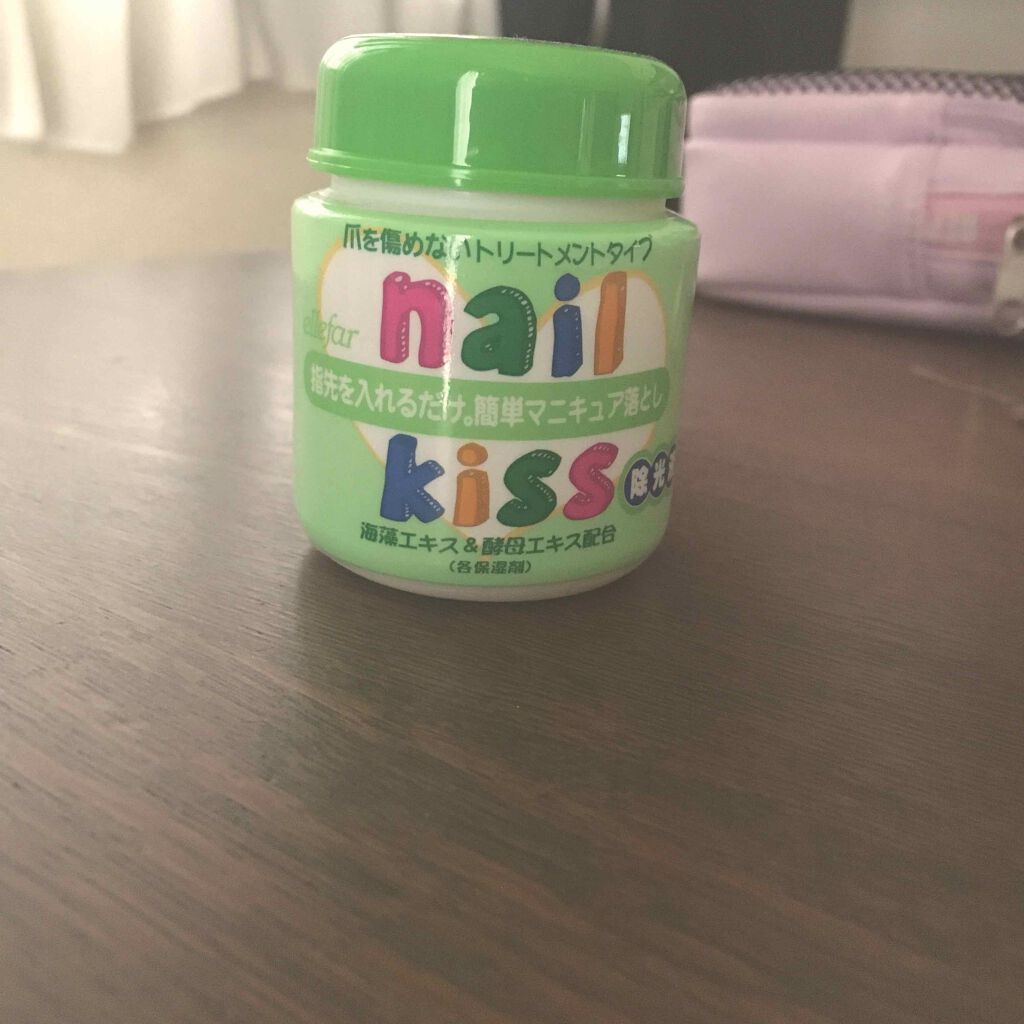 爪を傷めないトリートメントタイプ
nail
ellefar
指先を入れるだけ。簡単マニキュア落とし
kiss
除光
海藻エキス&酵母エキス配合
(各保湿剤)